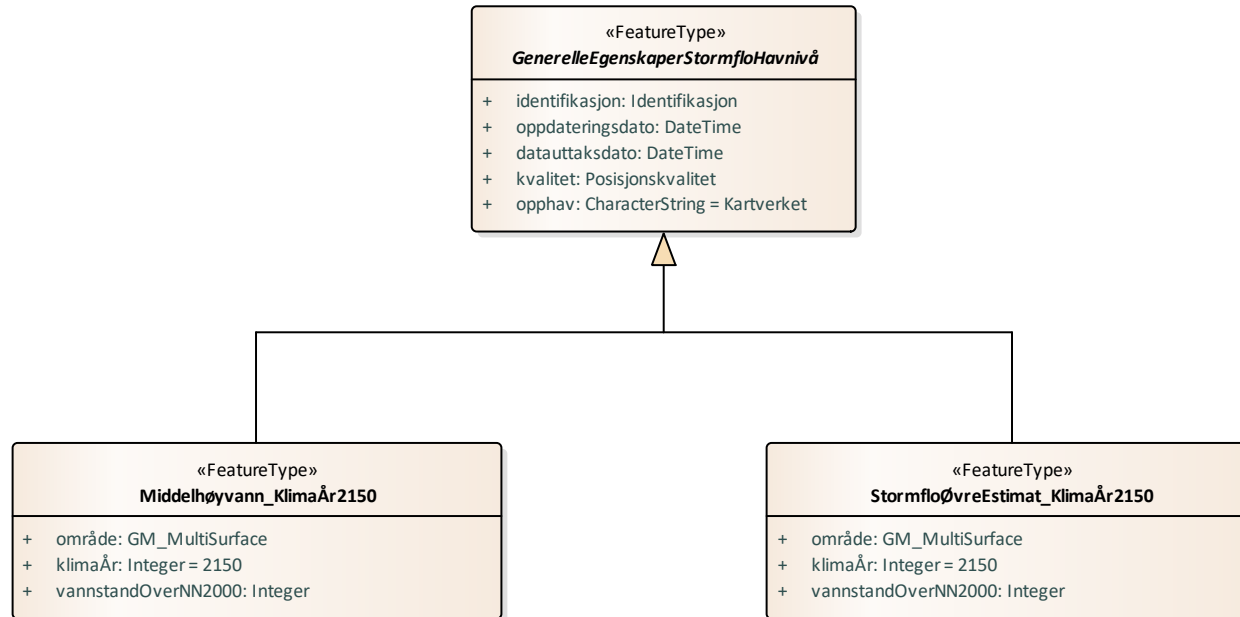 «FeatureType»
GenerelleEgenskaperStormfloHavnivå
+ identifikasjon: Identifikasjon
+ oppdateringsdato: DateTime
+ datauttaksdato: DateTime
+ kvalitet: Posisjonskvalitet
+ opphav: CharacterString = Kartverket
«FeatureType»
Middelhøyvann_KlimaÅr2150
+ område: GM_MultiSurface
+ klimaÅr: Integer = 2150
+ vannstandOverNN2000: Integer
«FeatureType»
StormfloØvreEstimat_KlimaÅr2150
+ område: GM_MultiSurface
+ klimaÅr: Integer = 2150
+ vannstandOverNN2000: Integer